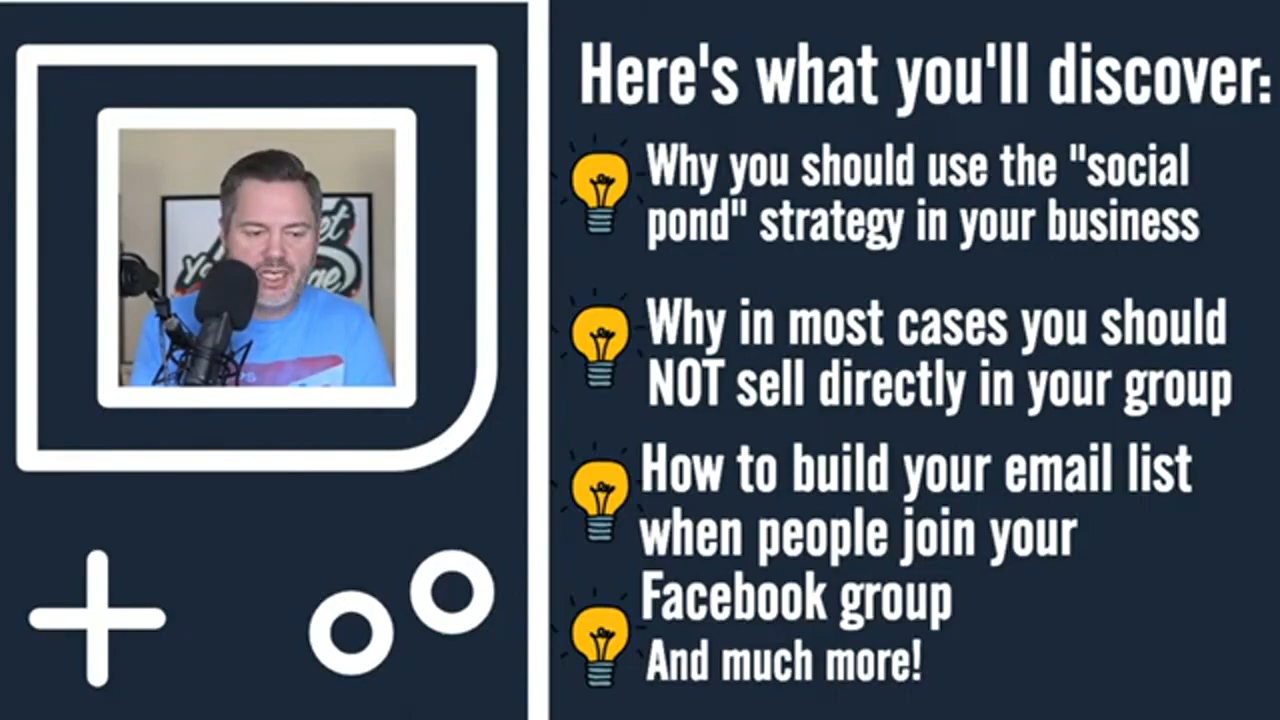 Here's what you'll discover:
Why you should use the "social
pond" strategy in your business
Why in most cases you should
NOT sell directly in your group
How to build your email list
when people join your
Facebook group
And much more!